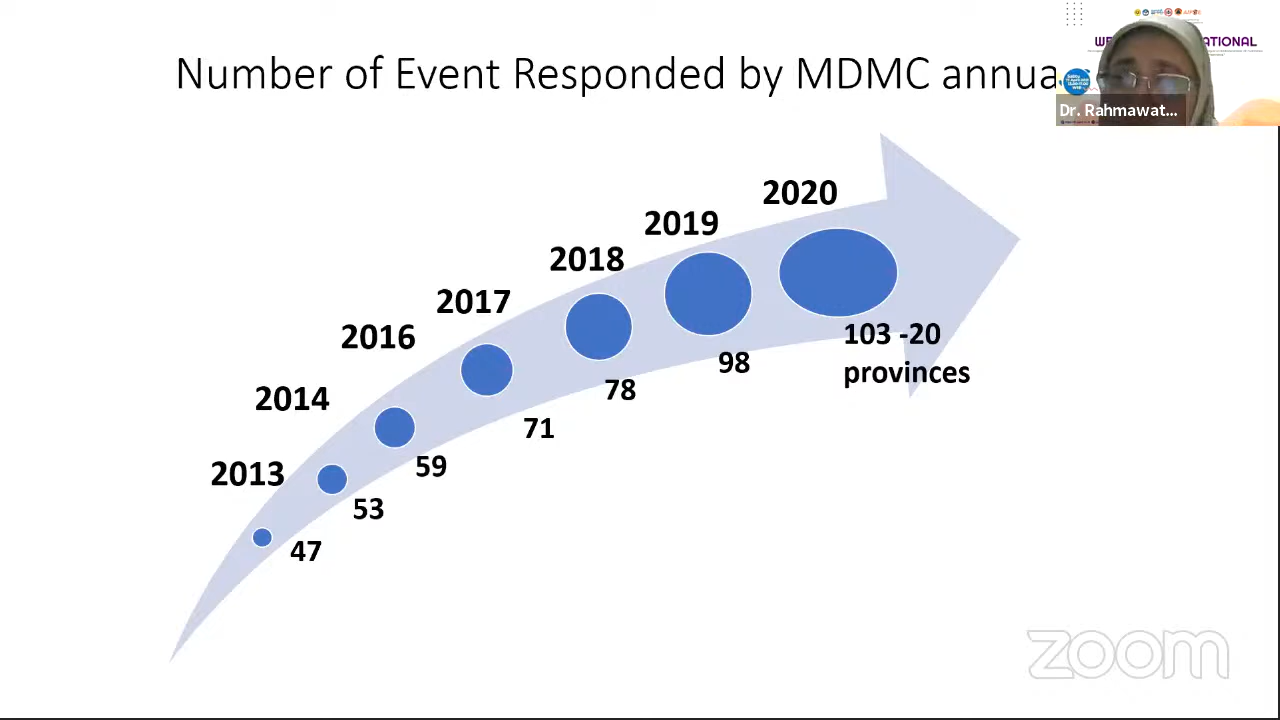 Number of Event Responded by MDMC annua
ATIONAL
Dr. Rahmawat...
2020
2019
2018
2017
2016
2014
2013
103 -20
provinces
98
78
71
59
53
47
zoom